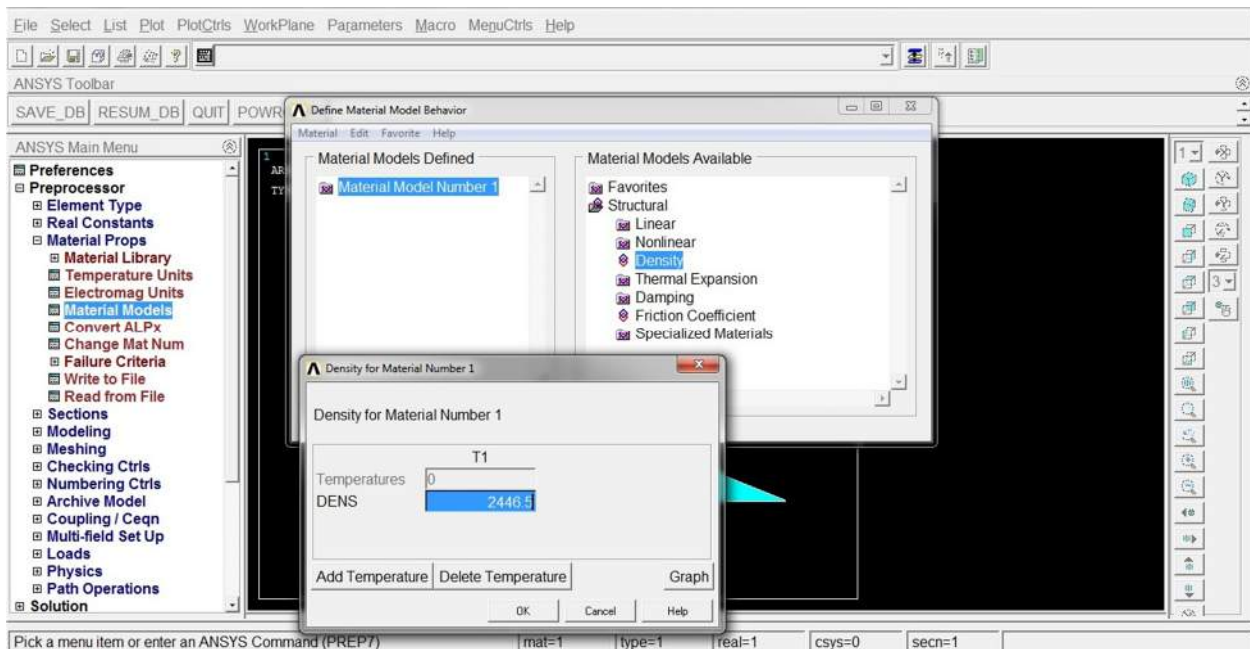 File Select List Plot PlotCtrls WorkPlane Parameters Macro MenuCtrls Help
ANSYS Toolbar
SAVE_DB RESUM_DB QUIT
Define Material Model Behavior
Material Edit Favorite Help
ANSYS Main Menu
Preferences
Preprocessor
Element Type
Real Constants
Material Props
Material Library
Temperature Units
Electromag Units
Material Models
Convert ALPx
Change Mat Num
Failure Criteria
Write to File
Read from File
Sections
Modeling
Meshing
Checking Ctrls
Numbering Ctrls
Archive Model
Coupling / Ceqn
Multi-field Set Up
Loads
Physics
Path Operations
Solution
1
Material Models Defined
Material Model Number 1
Material Models Available
Favorites
Structural
Linear
Nonlinear
Density
Thermal Expansion
Damping
Friction Coefficient
Specialized Materials
Density for Material Number 1
Density for Material Number 1
T1
Temperatures 0
DENS 2446.5
Add Temperature Delete Temperature Graph
OK Cancel Help
1
3
Pick a menu item or enter an ANSYS Command (PREP7) mat=1 type=1 real=1 csys=0 secn=1